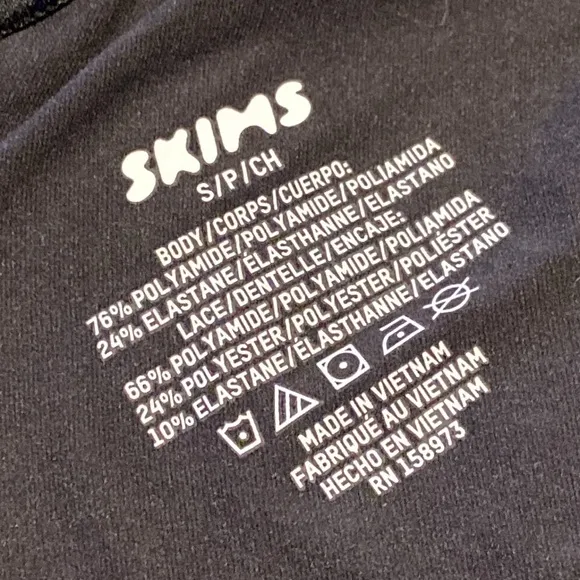 SKIMS
S/P/CH
BODY/CORPS/CUERPO:
76% POLYAMIDE/POLYAMIDE/POLIAMIDA
24% ELASTANE/ÉLASTHANNE/ELASTANO
LACE/DENTELLE/ENCAJE:
66% POLYAMIDE/POLYAMIDE/POLIAMIDA
24% POLYESTER/POLYESTER/POLIÉSTER
10% ELASTANE/ÉLASTHANNE/ELASTANO
MADE IN VIETNAM
FABRIQUÉ AU VIETNAM
HECHO EN VIETNAM
RN 158973